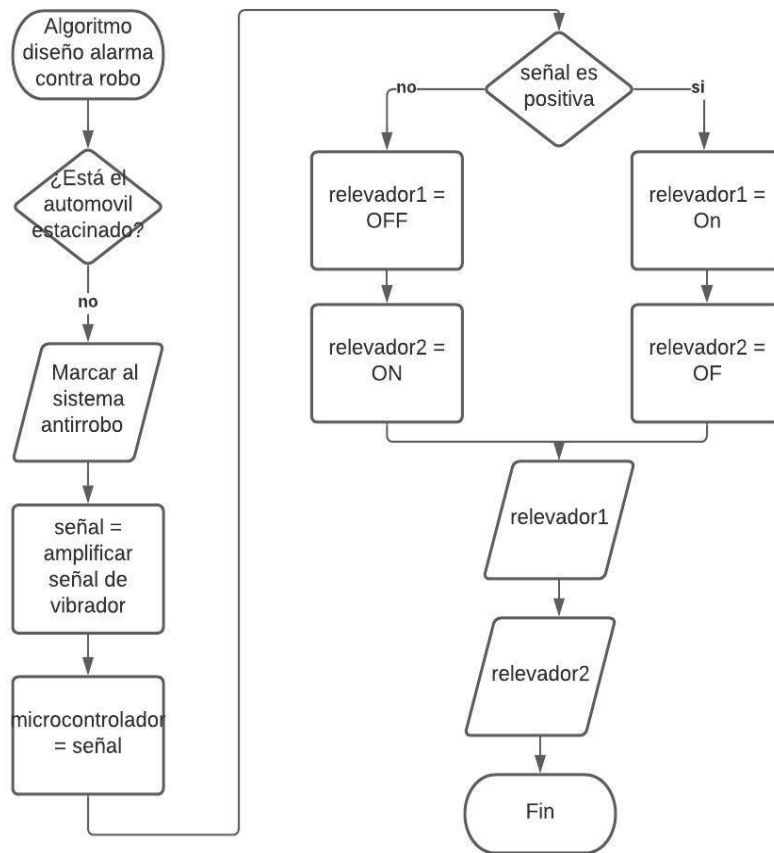 Algoritmo
diseño alarma
contra robo
¿Está el
automovil
estacinado?
no
Marcar al
sistema
antirrobo
señal =
amplificar
señal de
vibrador
microcontrolador
= señal
señal es
positiva
no
si
relevador1 =
OFF
relevador2 =
ON
relevador1 =
On
relevador2 =
OF
relevador1
relevador2
Fin